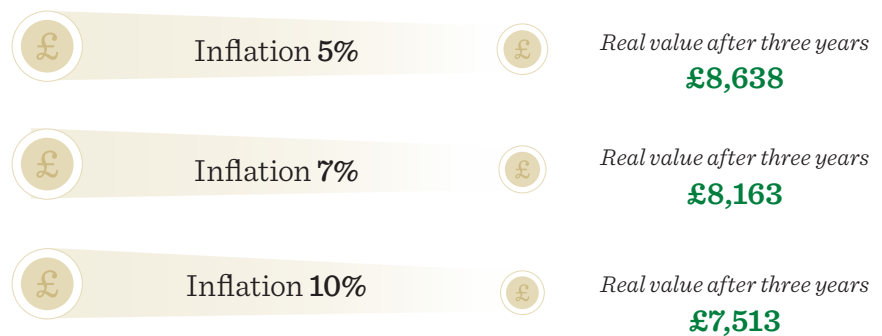 £
Inflation 5%
£
Real value after three years
£8,638
£
Inflation 7%
£
Real value after three years
£8,163
£
Inflation 10%
£
Real value after three years
£7,513